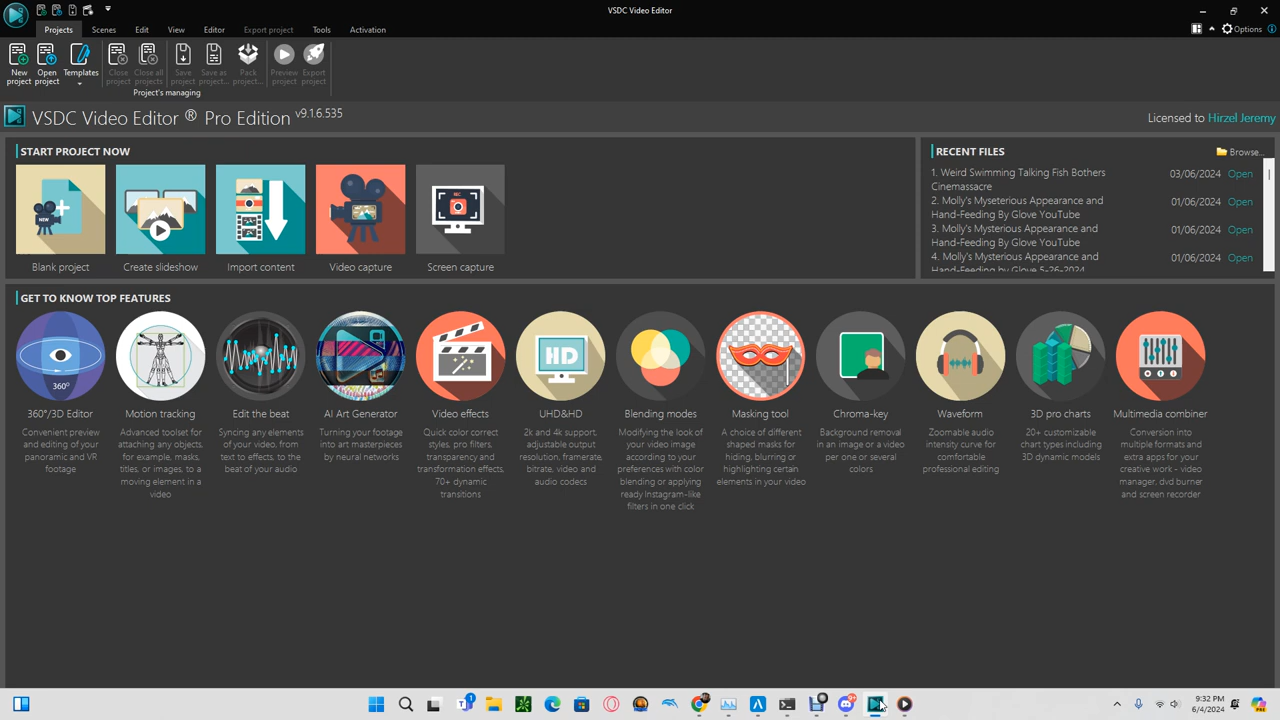 VSDC Video Editor
Projects Scenes Edit View Editor Export project Tools Activation
Options
New project
Open project
Templates
Close project
Close all projects
Save project
Save as project...
Pack project...
Preview project
Export project
Project's managing
VSDC Video Editor ® Pro Edition v9.1.6.535
Licensed to Hirzel Jeremy
START PROJECT NOW
Blank project
Create slideshow
Import content
Video capture
Screen capture
RECENT FILES
Browse...
1. Weird Swimming Talking Fish Bothers
Cinemassacre
03/06/2024 Open
2. Molly's Myseterious Appearance and
Hand-Feeding By Glove YouTube
01/06/2024 Open
3. Molly's Mysterious Appearance and
Hand-Feeding By Glove YouTube
01/06/2024 Open
4. Molly's Mysterious Appearance and
Hand-Feeding by Glove 5-26-2024
01/06/2024 Open
GET TO KNOW TOP FEATURES
360°
360°/3D Editor
Convenient preview
and editing of your
panoramic and VR
footage
Motion tracking
Advanced toolset for
attaching any objects,
for example, masks,
titles, or images, to a
moving element in a
video
Edit the beat
Syncing any elements
of your video, from
text to effects, to the
beat of your audio
AI Art Generator
Turning your footage
into art masterpieces
by neural networks
Video effects
Quick color correct
styles, pro filters,
transparency and
transformation effects,
70+ dynamic
transitions
HD
UHD&HD
2k and 4k support,
adjustable output
resolution, framerate,
bitrate, video and
audio codecs
Blending modes
Modifying the look of
your video image
according to your
preferences with color
blending or applying
ready Instagram-like
filters in one click
Masking tool
A choice of different
shaped masks for
hiding, blurring or
highlighting certain
elements in your video
Chroma-key
Background removal
in an image or a video
per one or several
colors
Waveform
Zoomable audio
intensity curve for
comfortable
professional editing
3D pro charts
20+ customizable
chart types including
3D dynamic models
Multimedia combiner
Conversion into
multiple formats and
extra apps for your
creative work - video
manager, dvd burner
and screen recorder
9:32 PM
6/4/2024